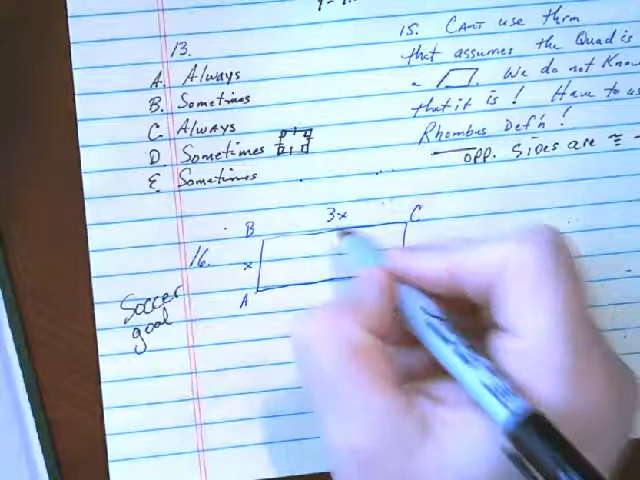 13.
A. Always
B. Sometimes
C. Always
D. Sometimes
E. Sometimes
15. Can't use thm
that assumes the Quad is
a. We do not Know
that it is! Have to us
Rhombus Def'n!
opp. sides are ≅
16.
Soccer
goal
B
3x
C
x
A